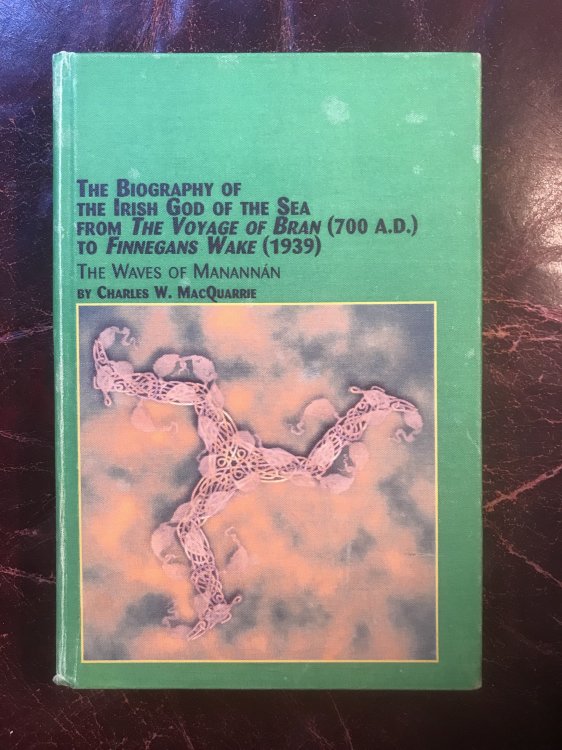 The Biography of
the Irish God of the Sea
from The Voyage of Bran (700 A.D.)
to Finnegans Wake (1939)
The Waves of Manannán
by Charles W. MacQuarrie